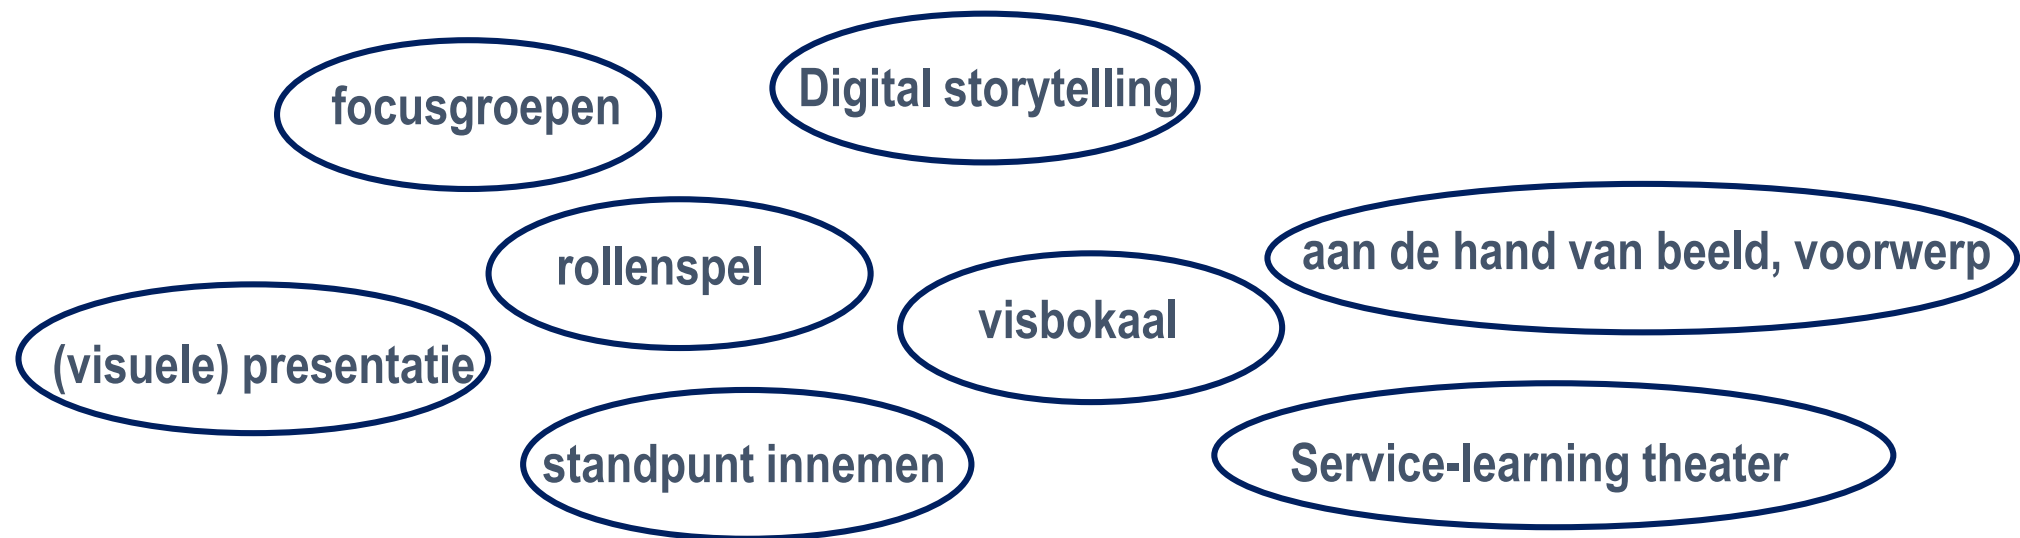 Digital storytelling
focusgroepen
rollenspel
aan de hand van beeld, voorwerp
visbokaal
(visuele) presentatie
standpunt innemen
Service-learning theater